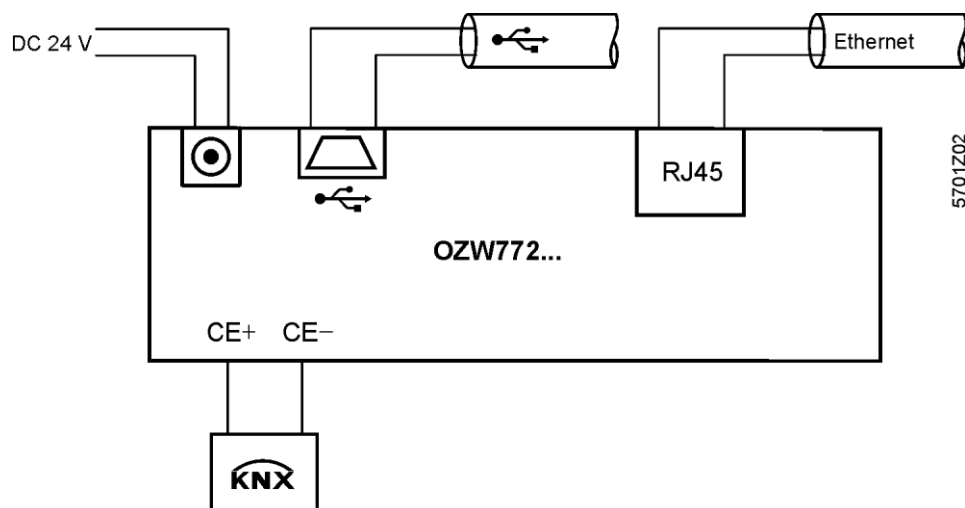 DC 24 V
Ethernet
RJ45
5701Z02
OZW772...
CE+ CE−
KNX